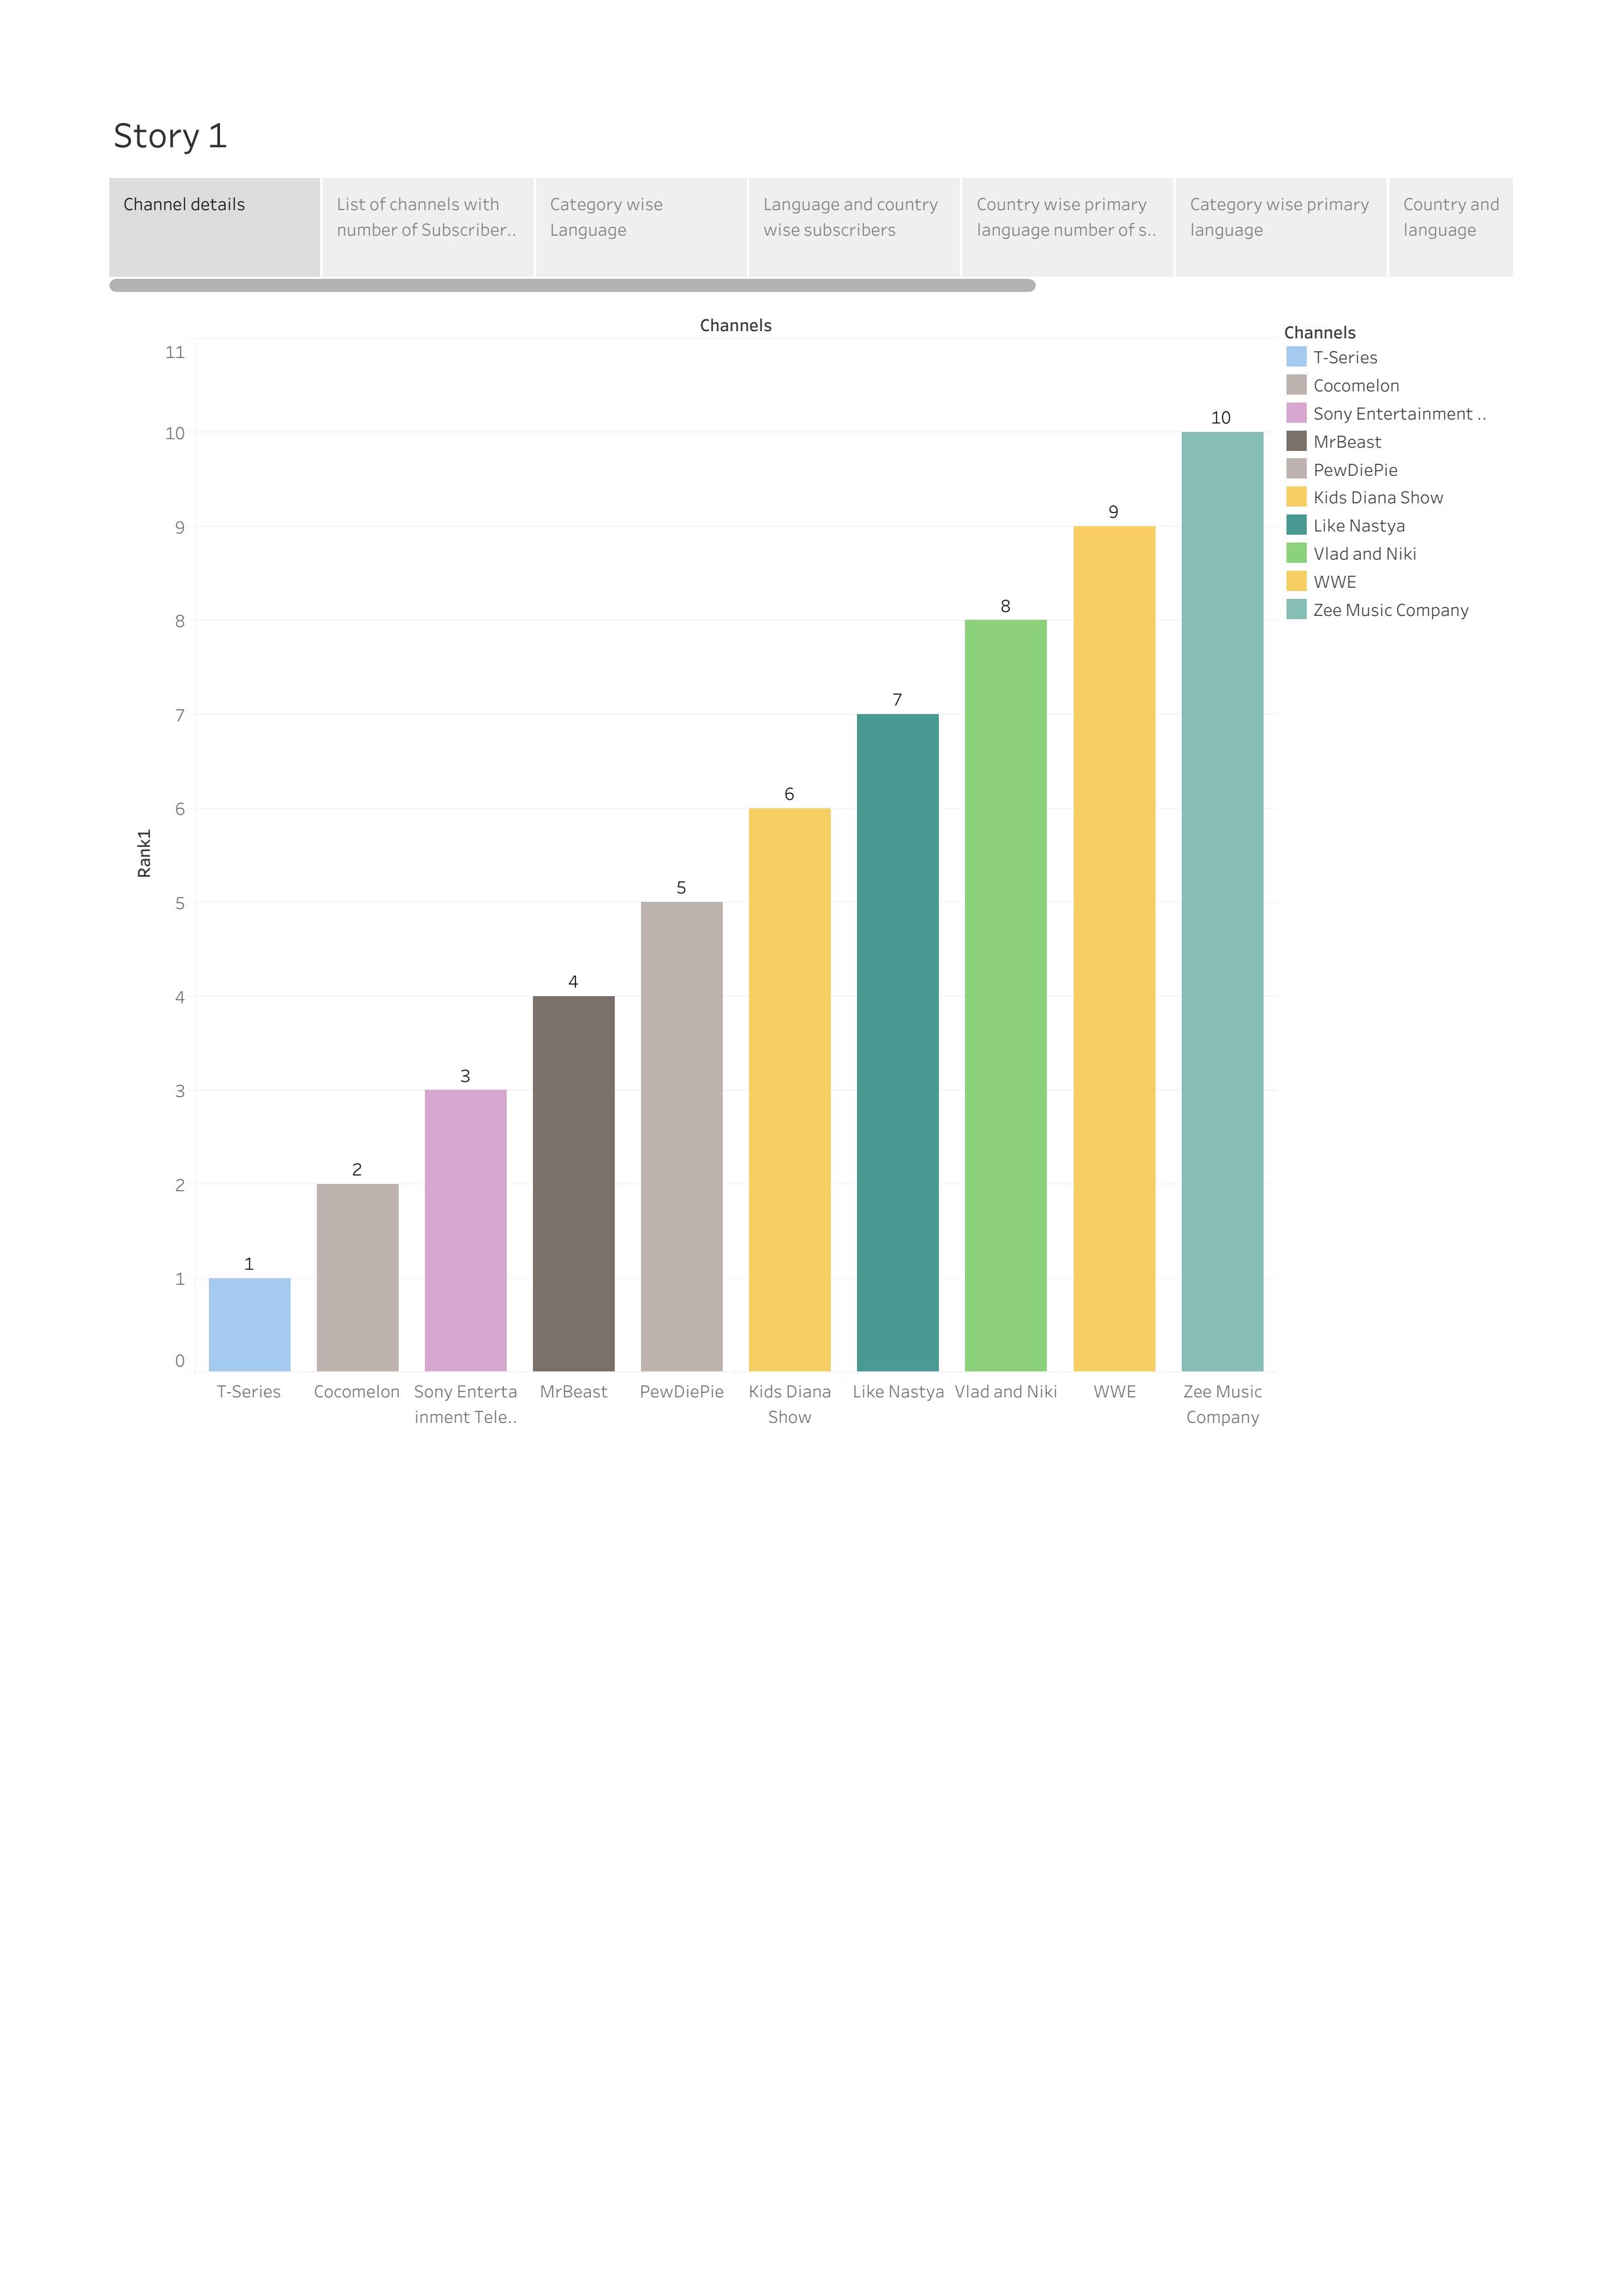 Story 1
Channel details
List of channels with
number of Subscriber..
Category wise
Language
Language and country
wise subscribers
Country wise primary
language number of s..
Category wise primary
language
Country and
language
Channels
11
10
9
8
7
6
5
4
3
2
1
0
Rank1
1
2
3
4
5
6
7
8
9
10
T-Series
Cocomelon
Sony Enterta
inment Tele..
MrBeast
PewDiePie
Kids Diana
Show
Like Nastya
Vlad and Niki
WWE
Zee Music
Company
Channels
T-Series
Cocomelon
Sony Entertainment ..
MrBeast
PewDiePie
Kids Diana Show
Like Nastya
Vlad and Niki
WWE
Zee Music Company